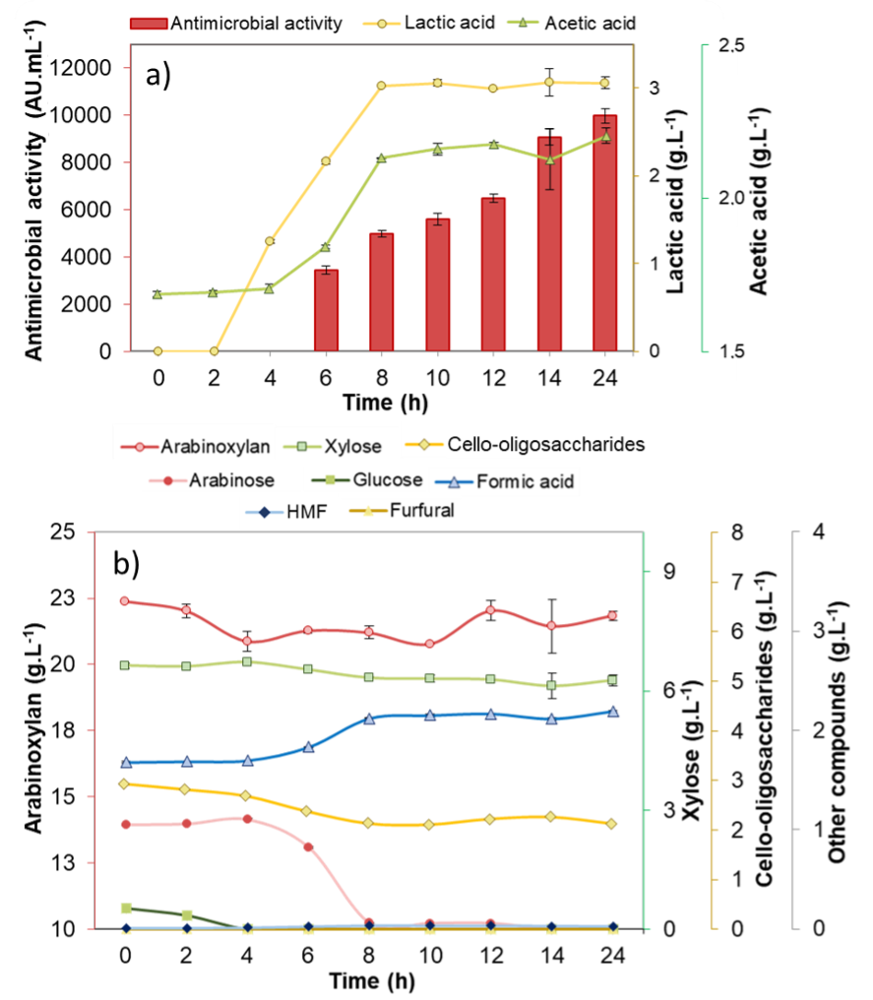 Antimicrobial activity Lactic acid Acetic acid
a)
Antimicrobial activity (AU.mL-1)
12000
10000
8000
6000
4000
2000
0
3
2
1
0
Lactic acid (g.L-1)
2.5
2.0
1.5
Acetic acid (g.L-1)
0 2 4 6 8 10 12 14 24
Time (h)
Arabinoxylan Xylose Cello-oligosaccharides
Arabinose Glucose Formic acid
HMF Furfural
b)
Arabinoxylan (g.L-1)
25
23
20
18
15
13
10
9
6
3
0
Xylose (g.L-1)
8
7
6
5
4
3
2
1
0
Cello-oligosaccharides (g.L-1)
4
3
2
1
0
Other compounds (g.L-1)
0 2 4 6 8 10 12 14 24
Time (h)